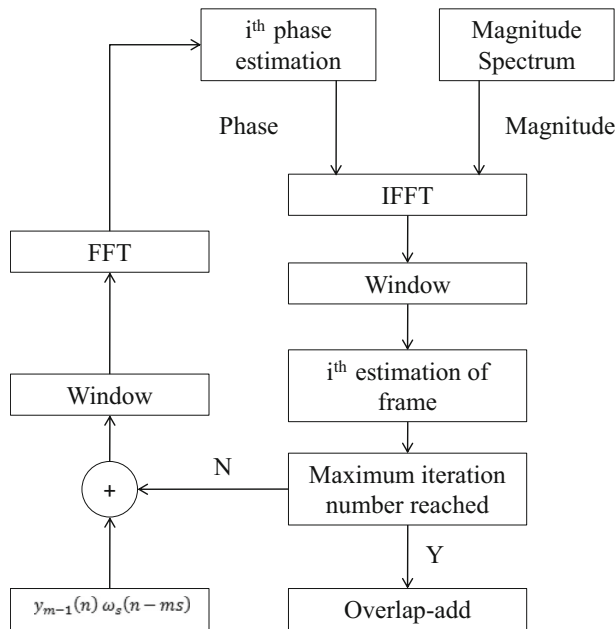 i^th phase
estimation
Magnitude
Spectrum
Phase
Magnitude
IFFT
FFT
Window
i^th estimation of
frame
Window
N
Maximum iteration
number reached
+
Y
y_{m−1}(n) ω_s(n − ms)
Overlap-add